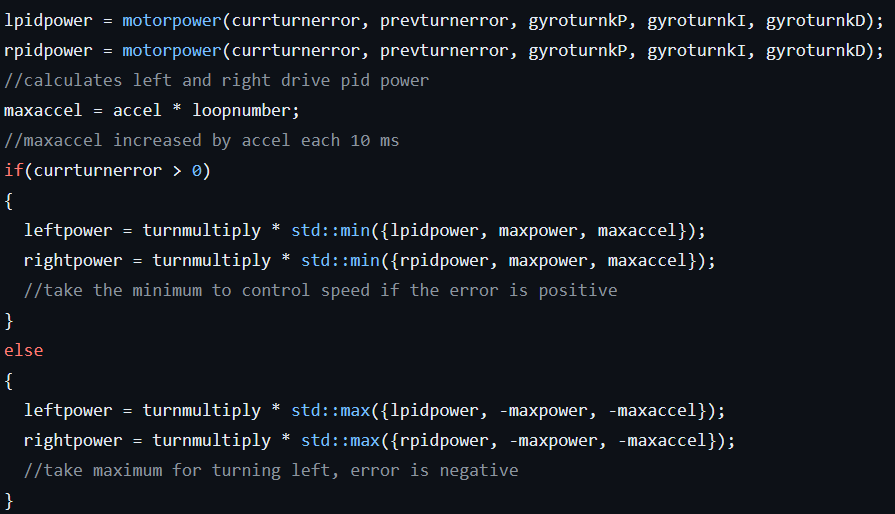 lpidpower = motorpower(currturnerror, prevturnerror, gyroturnkP, gyroturnkI, gyroturnkD);
rpidpower = motorpower(currturnerror, prevturnerror, gyroturnkP, gyroturnkI, gyroturnkD);
//calculates left and right drive pid power
maxaccel = accel * loopnumber;
//maxaccel increased by accel each 10 ms
if(currturnerror > 0)
{
  leftpower = turnmultiply * std::min({lpidpower, maxpower, maxaccel});
  rightpower = turnmultiply * std::min({rpidpower, maxpower, maxaccel});
  //take the minimum to control speed if the error is positive
}
else
{
  leftpower = turnmultiply * std::max({lpidpower, -maxpower, -maxaccel});
  rightpower = turnmultiply * std::max({rpidpower, -maxpower, -maxaccel});
  //take maximum for turning left, error is negative
}